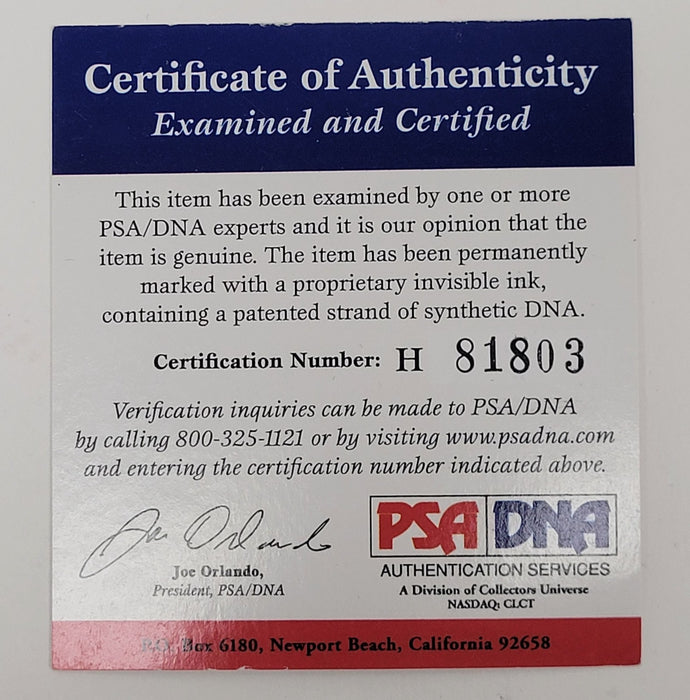 Certificate of Authenticity
Examined and Certified
This item has been examined by one or more
PSA/DNA experts and it is our opinion that the
item is genuine. The item has been permanently
marked with a proprietary invisible ink,
containing a patented strand of synthetic DNA.
Certification Number: H 81803
Verification inquiries can be made to PSA/DNA
by calling 800-325-1121 or by visiting www.psadna.com
and entering the certification number indicated above.
Joe Orlando
Joe Orlando,
President, PSA/DNA
PSA DNA
AUTHENTICATION SERVICES
A Division of Collectors Universe
NASDAQ: CLCT
P.O. Box 6180, Newport Beach, California 92658